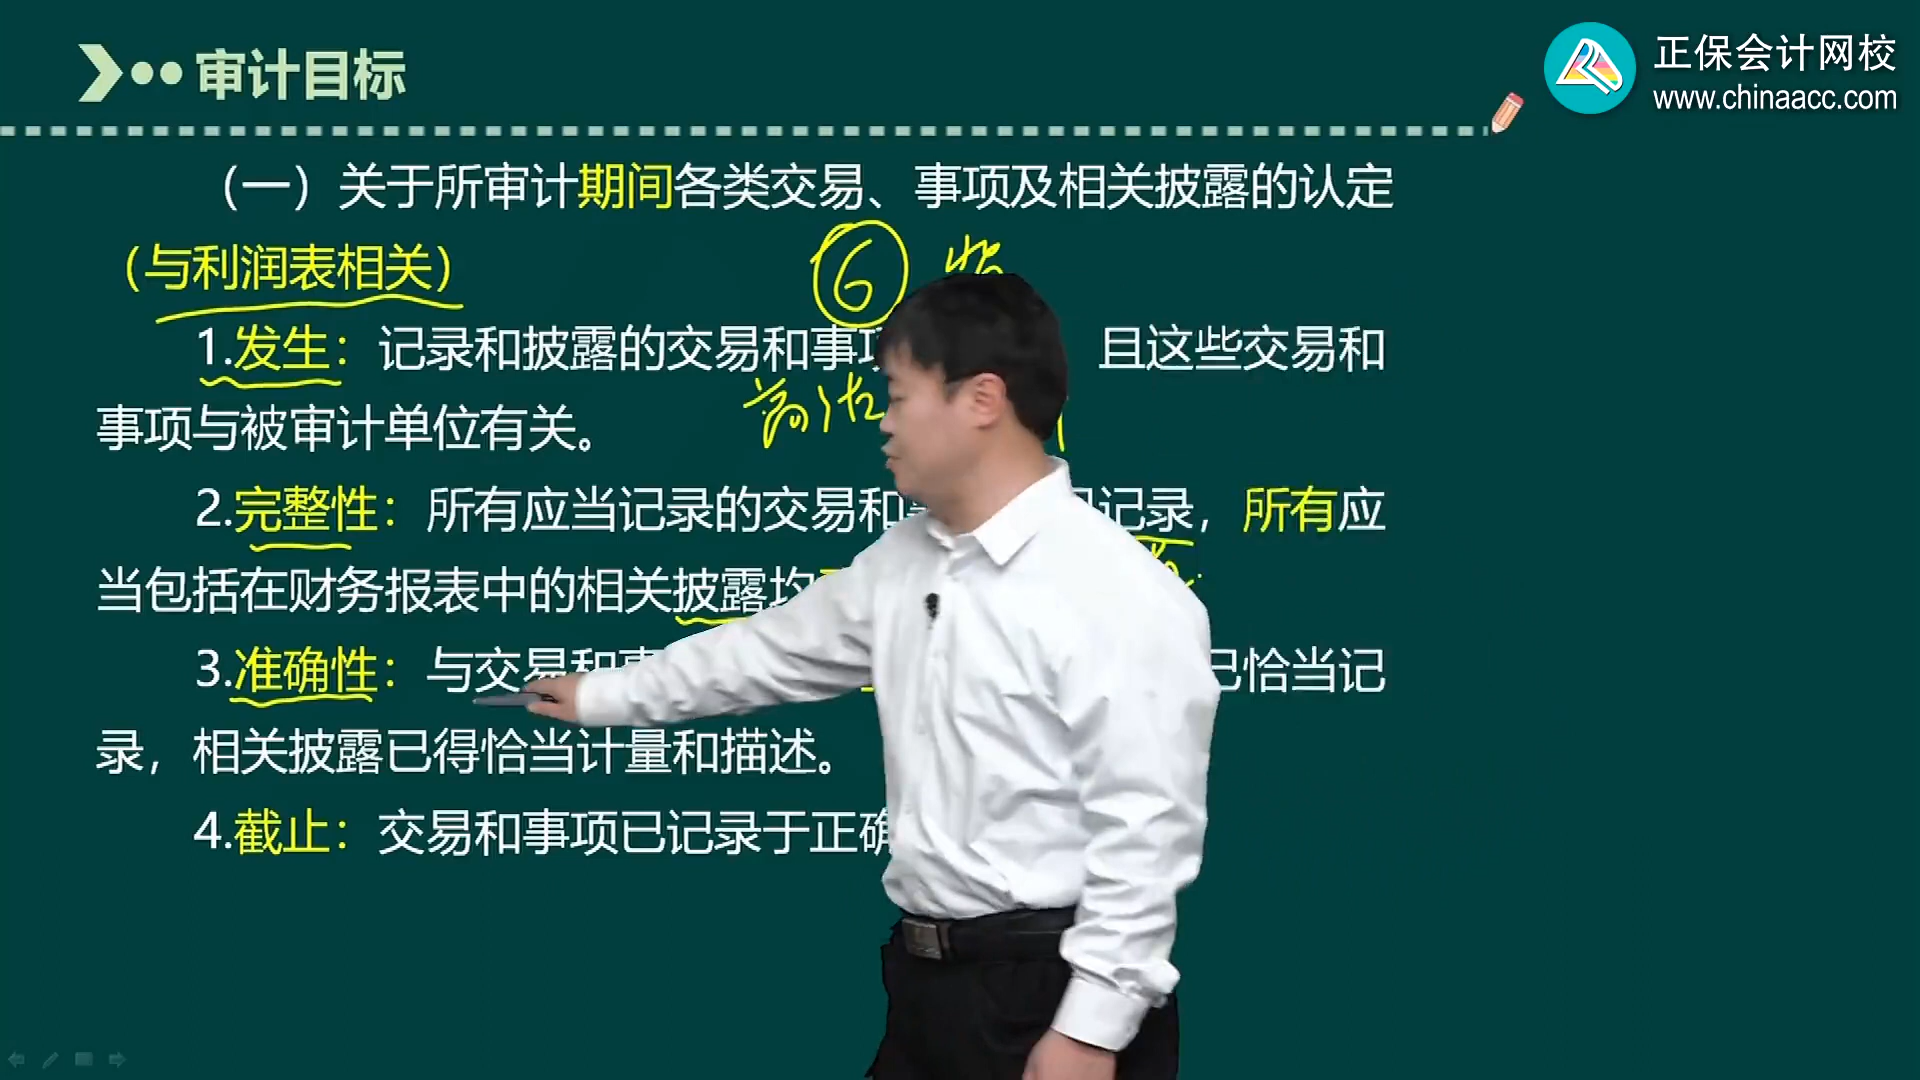 审计目标
正保会计网校
www.chinaacc.com
（一）关于所审计期间各类交易、事项及相关披露的认定
（与利润表相关）
⑥
1.发生：记录和披露的交易和事 且这些交易和
事项与被审计单位有关。
2.完整性：所有应当记录的交易和 记录，所有应
当包括在财务报表中的相关披露均
3.准确性：与交易和 已恰当记
录，相关披露已得恰当计量和描述。
4.截止：交易和事项已记录于正确